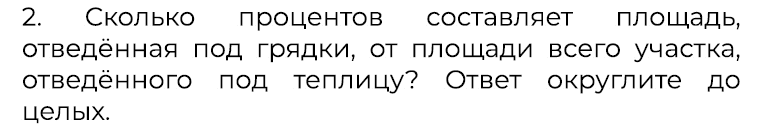 2. Сколько процентов составляет площадь,
отведённая под грядки, от площади всего участка,
отведённого под теплицу? Ответ округлите до
целых.